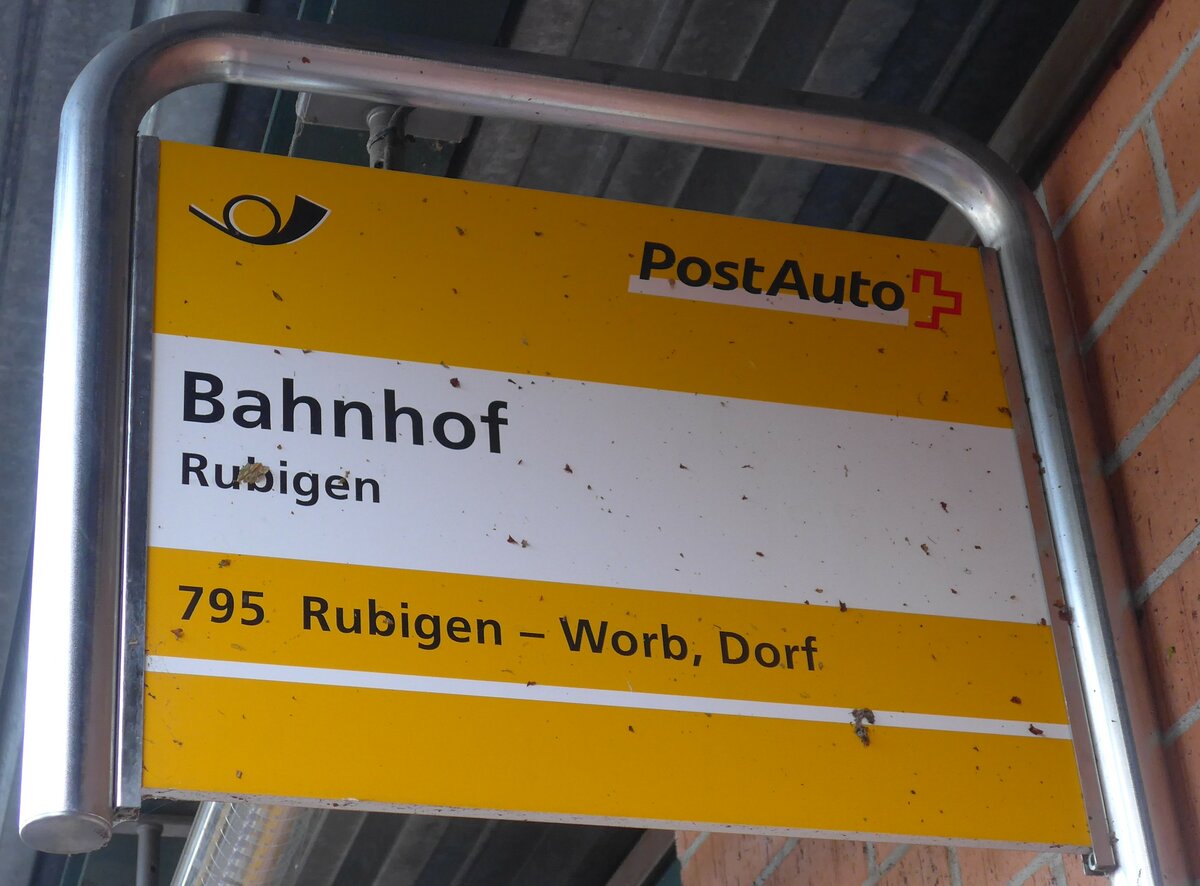 PostAuto
Bahnhof
Rubigen
795 Rubigen – Worb, Dorf